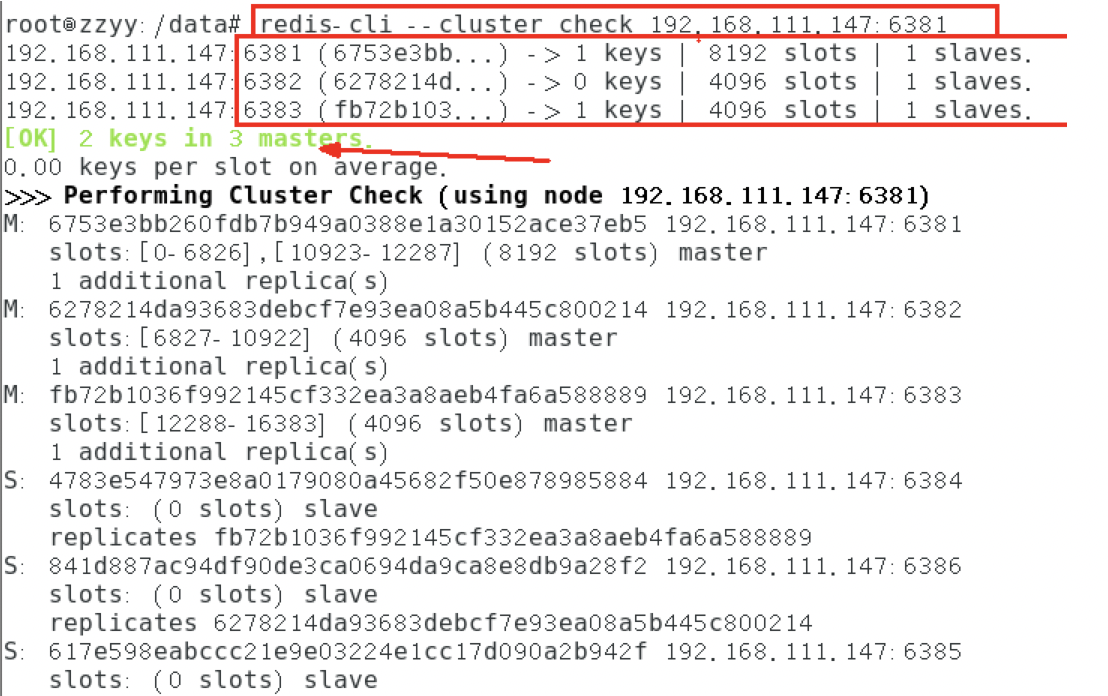 root@zzyy:/data# redis-cli --cluster check 192.168.111.147:6381
192.168.111.147:6381 (6753e3bb...) -> 1 keys | 8192 slots | 1 slaves.
192.168.111.147:6382 (6278214d...) -> 0 keys | 4096 slots | 1 slaves.
192.168.111.147:6383 (fb72b103...) -> 1 keys | 4096 slots | 1 slaves.
[OK] 2 keys in 3 masters.
0.00 keys per slot on average.
>>> Performing Cluster Check (using node 192.168.111.147:6381)
M: 6753e3bb260fdb7b949a0388e1a30152ace37eb5 192.168.111.147:6381
slots:[0-6826],[10923-12287] (8192 slots) master
1 additional replica(s)
M: 6278214da93683debcf7e93ea08a5b445c800214 192.168.111.147:6382
slots:[6827-10922] (4096 slots) master
1 additional replica(s)
M: fb72b1036f992145cf332ea3a8aeb4fa6a588889 192.168.111.147:6383
slots:[12288-16383] (4096 slots) master
1 additional replica(s)
S: 4783e547973e8a0179080a45682f50e878985884 192.168.111.147:6384
slots: (0 slots) slave
replicates fb72b1036f992145cf332ea3a8aeb4fa6a588889
S: 841d887ac94df90de3ca0694da9ca8e8db9a28f2 192.168.111.147:6386
slots: (0 slots) slave
replicates 6278214da93683debcf7e93ea08a5b445c800214
S: 617e598eabccc21e9e03224e1cc17d090a2b942f 192.168.111.147:6385
slots: (0 slots) slave